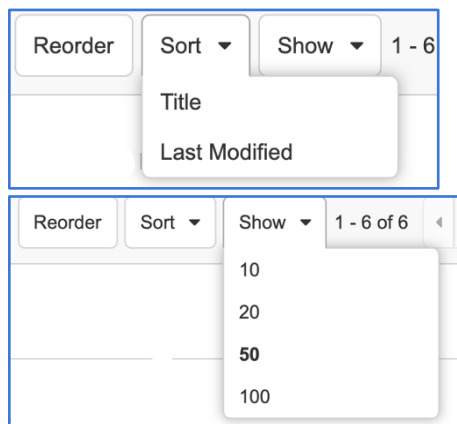 Reorder Sort Show 1 - 6
Title
Last Modified
Reorder Sort Show 1 - 6 of 6
10
20
50
100